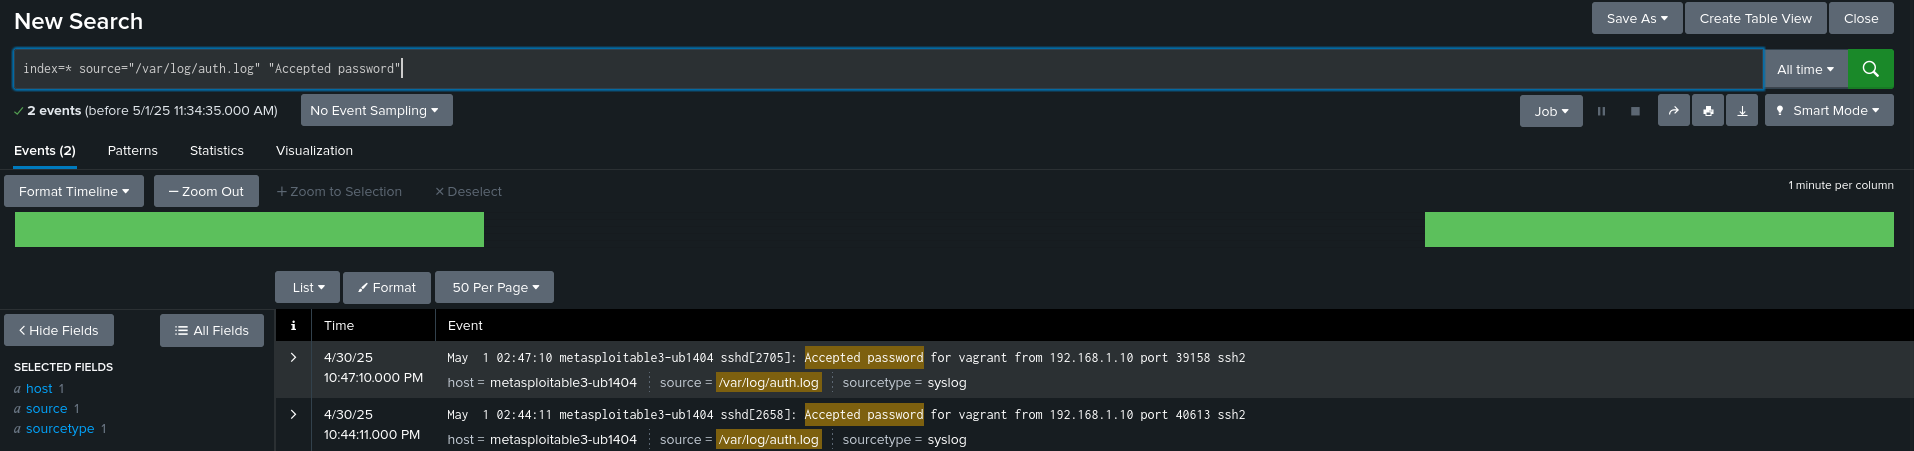 New Search
Save As
Create Table View
Close
index=* source="/var/log/auth.log" "Accepted password"
All time
2 events (before 5/1/25 11:34:35.000 AM)
No Event Sampling
Job
Smart Mode
Events (2)
Patterns
Statistics
Visualization
Format Timeline
— Zoom Out
+ Zoom to Selection
× Deselect
1 minute per column
List
Format
50 Per Page
< Hide Fields
All Fields
i
Time
Event
SELECTED FIELDS
a host 1
a source 1
a sourcetype 1
4/30/25
10:47:10.000 PM
May  1 02:47:10 metasploitable3-ub1404 sshd[2705]: Accepted password for vagrant from 192.168.1.10 port 39158 ssh2
host = metasploitable3-ub1404 source = /var/log/auth.log sourcetype = syslog
4/30/25
10:44:11.000 PM
May  1 02:44:11 metasploitable3-ub1404 sshd[2658]: Accepted password for vagrant from 192.168.1.10 port 40613 ssh2
host = metasploitable3-ub1404 source = /var/log/auth.log sourcetype = syslog